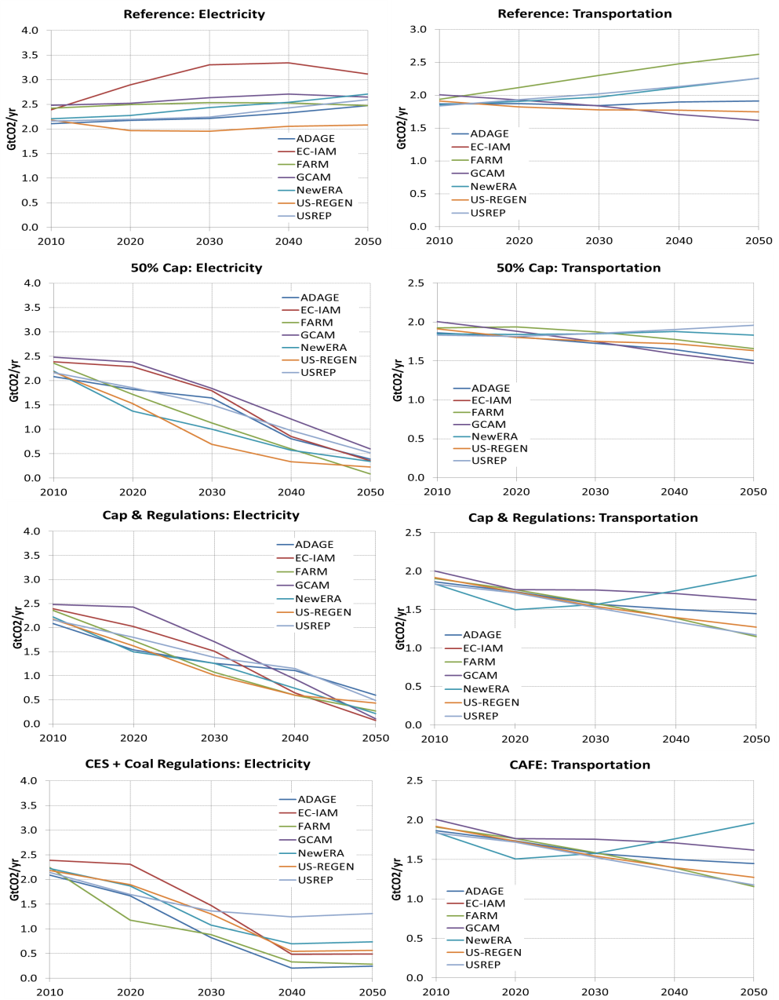 Reference: Electricity
GtCO2/yr
4.0
3.5
3.0
2.5
2.0
1.5
1.0
0.5
0.0
ADAGE
EC-IAM
FARM
GCAM
NewERA
US-REGEN
USREP
2010 2020 2030 2040 2050
Reference: Transportation
GtCO2/yr
3.0
2.5
2.0
1.5
1.0
0.5
0.0
ADAGE
EC-IAM
FARM
GCAM
NewERA
US-REGEN
USREP
2010 2020 2030 2040 2050
50% Cap: Electricity
GtCO2/yr
4.0
3.5
3.0
2.5
2.0
1.5
1.0
0.5
0.0
ADAGE
EC-IAM
FARM
GCAM
NewERA
US-REGEN
USREP
2010 2020 2030 2040 2050
50% Cap: Transportation
GtCO2/yr
2.5
2.0
1.5
1.0
0.5
0.0
ADAGE
EC-IAM
FARM
GCAM
NewERA
US-REGEN
USREP
2010 2020 2030 2040 2050
Cap & Regulations: Electricity
GtCO2/yr
4.0
3.5
3.0
2.5
2.0
1.5
1.0
0.5
0.0
ADAGE
EC-IAM
FARM
GCAM
NewERA
US-REGEN
USREP
2010 2020 2030 2040 2050
Cap & Regulations: Transportation
GtCO2/yr
2.5
2.0
1.5
1.0
0.5
0.0
ADAGE
EC-IAM
FARM
GCAM
NewERA
US-REGEN
USREP
2010 2020 2030 2040 2050
CES + Coal Regulations: Electricity
GtCO2/yr
4.0
3.5
3.0
2.5
2.0
1.5
1.0
0.5
0.0
ADAGE
EC-IAM
FARM
GCAM
NewERA
US-REGEN
USREP
2010 2020 2030 2040 2050
CAFE: Transportation
GtCO2/yr
2.5
2.0
1.5
1.0
0.5
0.0
ADAGE
EC-IAM
FARM
GCAM
NewERA
US-REGEN
USREP
2010 2020 2030 2040 2050